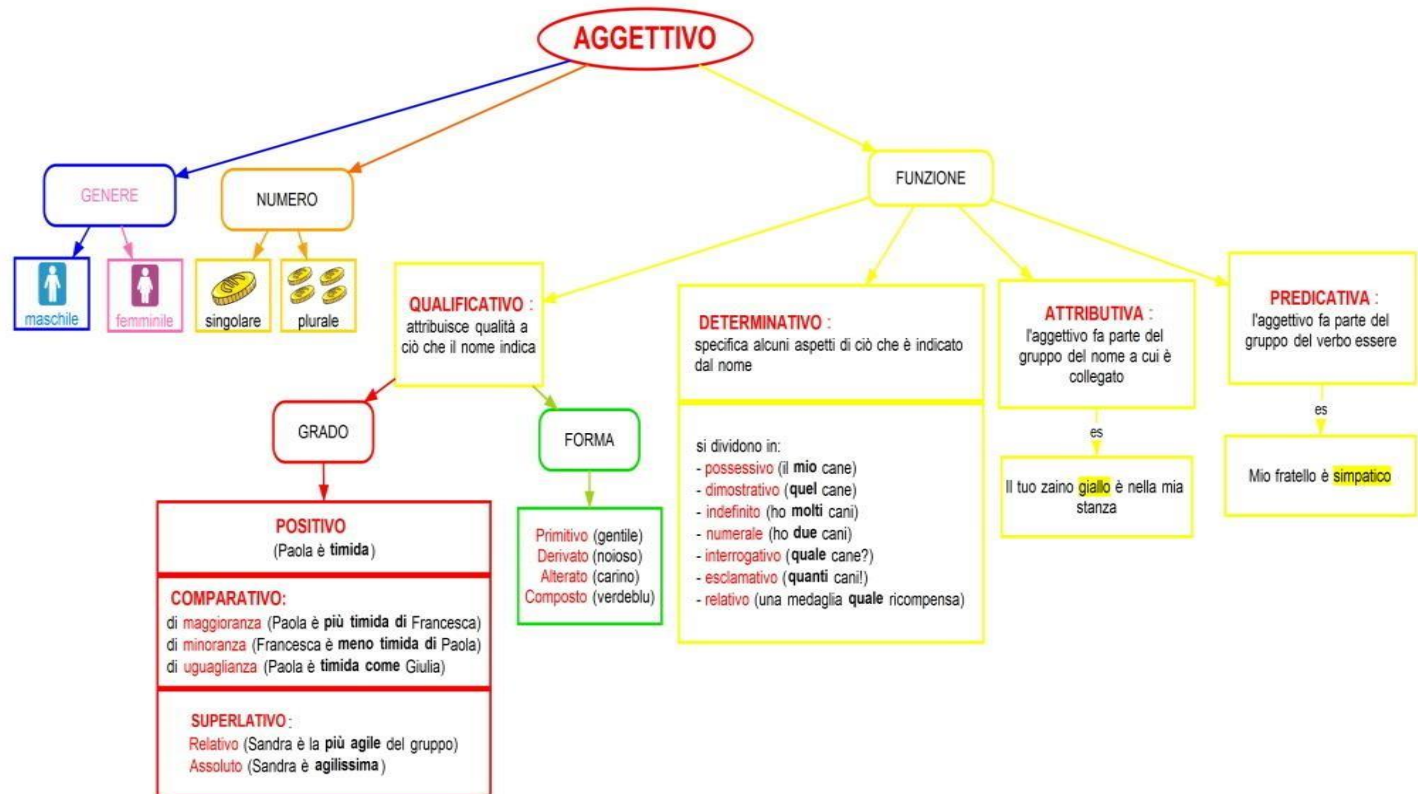 AGGETTIVO
GENERE
NUMERO
FUNZIONE
maschile
femminile
singolare
plurale
QUALIFICATIVO :
attribuisce qualità a
ciò che il nome indica
DETERMINATIVO :
specifica alcuni aspetti di ciò che è indicato
dal nome
ATTRIBUTIVA :
l'aggettivo fa parte del
gruppo del nome a cui è
collegato
PREDICATIVA :
l'aggettivo fa parte del
gruppo del verbo essere
GRADO
FORMA
POSITIVO
(Paola è timida)
COMPARATIVO:
di maggioranza (Paola è più timida di Francesca)
di minoranza (Francesca è meno timida di Paola)
di uguaglianza (Paola è timida come Giulia)
SUPERLATIVO :
Relativo (Sandra è la più agile del gruppo)
Assoluto (Sandra è agilissima)
Primitivo (gentile)
Derivato (noioso)
Alterato (carino)
Composto (verdeblu)
si dividono in:
- possessivo (il mio cane)
- dimostrativo (quel cane)
- indefinito (ho molti cani)
- numerale (ho due cani)
- interrogativo (quale cane?)
- esclamativo (quanti cani!)
- relativo (una medaglia quale ricompensa)
es
Il tuo zaino giallo è nella mia
stanza
es
Mio fratello è simpatico